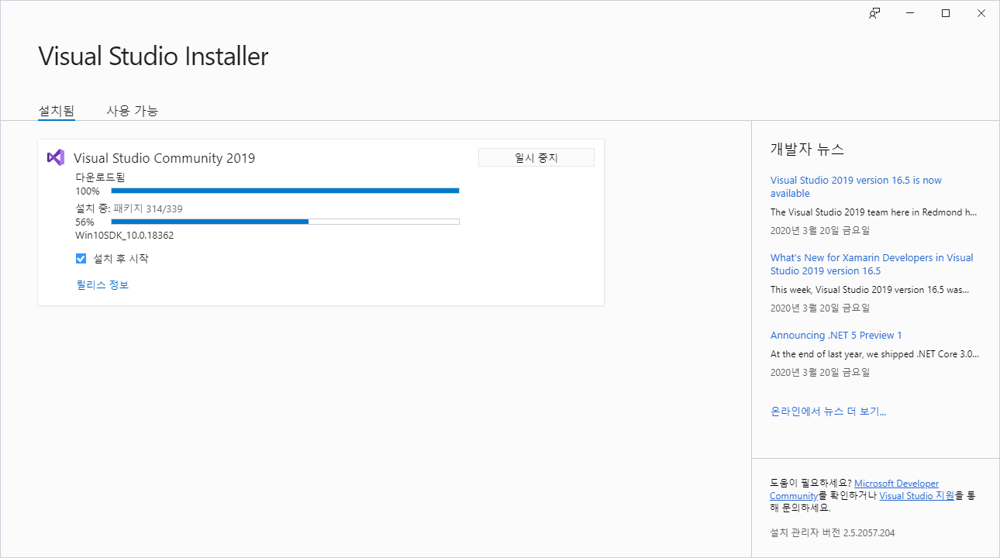 Visual Studio Installer
설치됨
사용 가능
Visual Studio Community 2019
일시 중지
다운로드됨
100%
설치 중: 패키지 314/339
56%
Win10SDK_10.0.18362
설치 후 시작
릴리스 정보
개발자 뉴스
Visual Studio 2019 version 16.5 is now
available
The Visual Studio 2019 team here in Redmond h...
2020년 3월 20일 금요일
What's New for Xamarin Developers in Visual
Studio 2019 version 16.5
This week, Visual Studio 2019 version 16.5 was...
2020년 3월 20일 금요일
Announcing .NET 5 Preview 1
At the end of last year, we shipped .NET Core 3.0...
2020년 3월 20일 금요일
온라인에서 뉴스 더 보기...
도움이 필요하세요? Microsoft Developer
Community를 확인하거나 Visual Studio 지원을 통
해 문의하세요.
설치 관리자 버전 2.5.2057.204